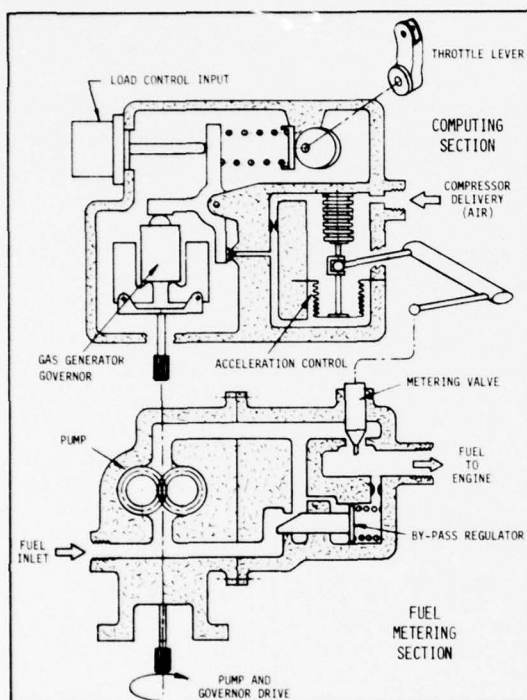 LOAD CONTROL INPUT
THROTTLE LEVER
COMPUTING
SECTION
COMPRESSOR
DELIVERY
(AIR)
GAS GENERATOR
GOVERNOR
ACCELERATION CONTROL
METERING VALVE
PUMP
FUEL
TO
ENGINE
FUEL
INLET
BY-PASS REGULATOR
FUEL
METERING
SECTION
PUMP AND
GOVERNOR DRIVE